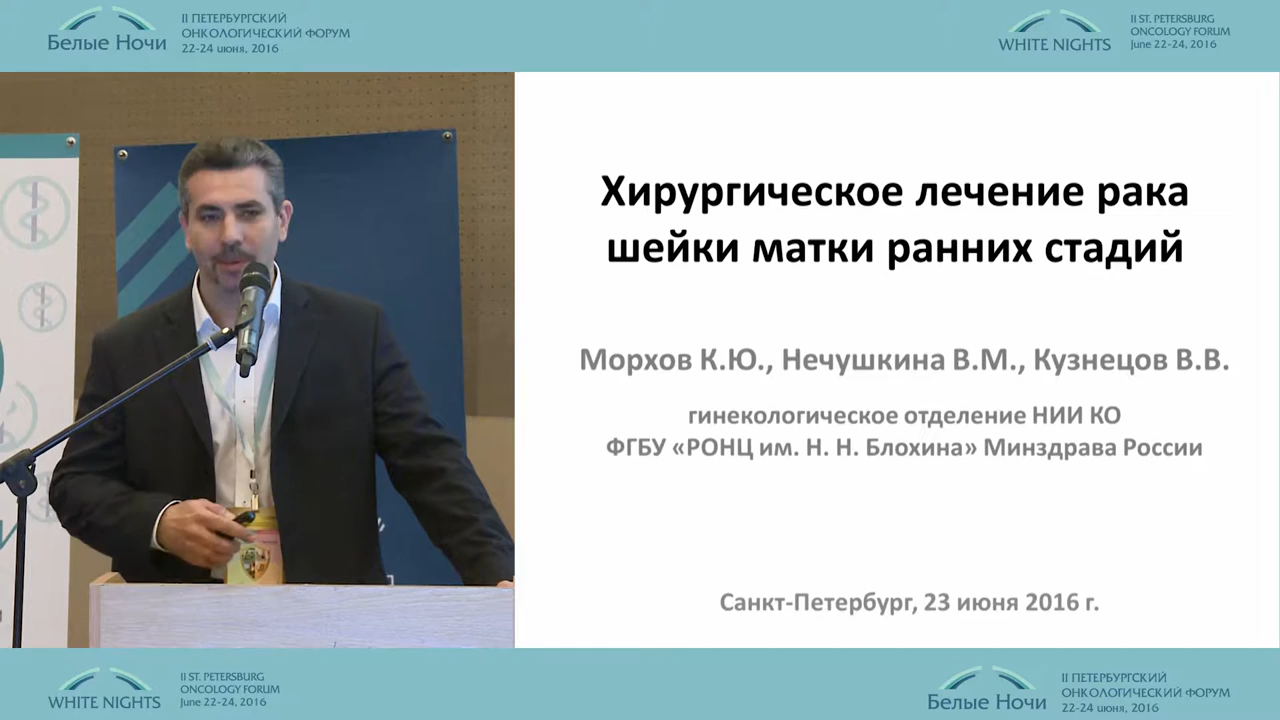 Белые Ночи
II ПЕТЕРБУРГСКИЙ
ОНКОЛОГИЧЕСКИЙ ФОРУМ
22-24 июня, 2016
WHITE NIGHTS
II ST. PETERSBURG
ONCOLOGY FORUM
June 22-24, 2016
Хирургическое лечение рака
шейки матки ранних стадий
Морхов К.Ю., Нечушкина В.М., Кузнецов В.В.
гинекологическое отделение НИИ КО
ФГБУ «РОНЦ им. Н. Н. Блохина» Минздрава России
Санкт-Петербург, 23 июня 2016 г.
WHITE NIGHTS
II ST. PETERSBURG
ONCOLOGY FORUM
June 22-24, 2016
Белые Ночи
II ПЕТЕРБУРГСКИЙ
ОНКОЛОГИЧЕСКИЙ ФОРУМ
22-24 июня, 2016